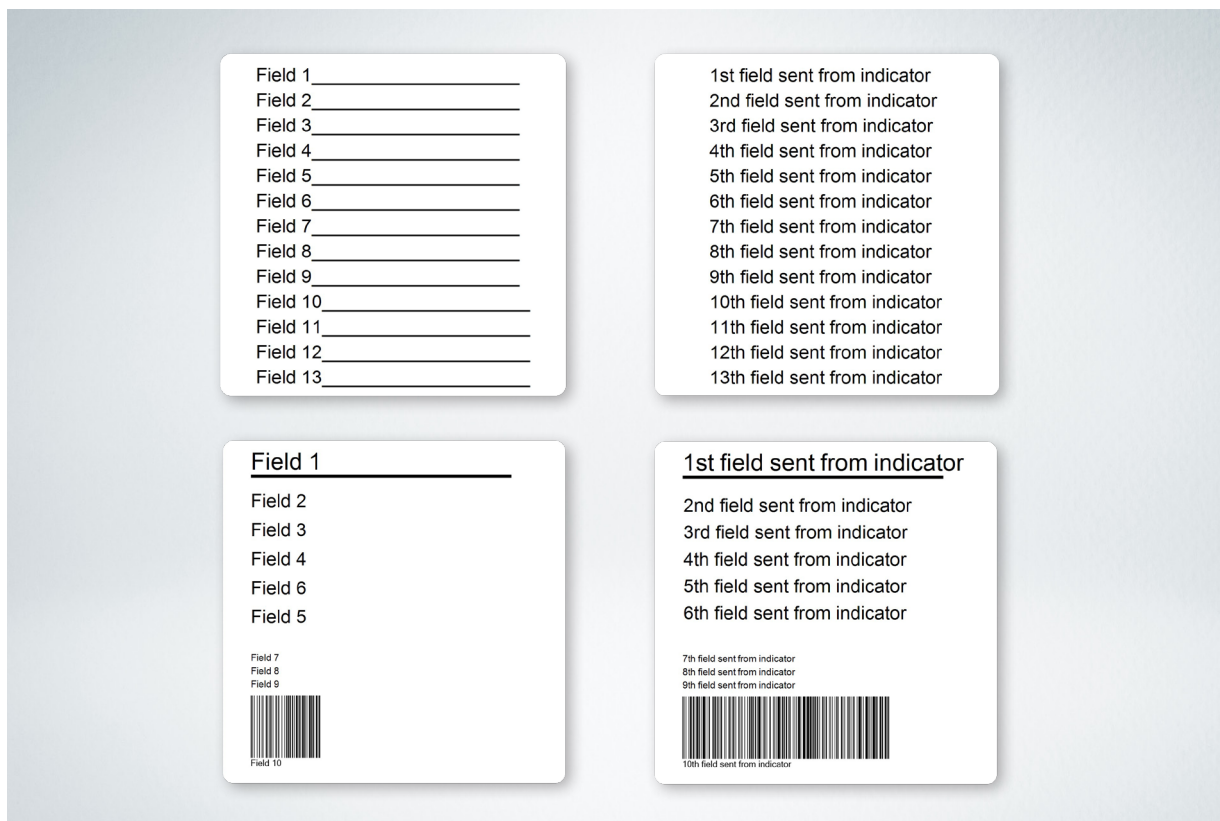 Field 1
Field 2
Field 3
Field 4
Field 5
Field 6
Field 7
Field 8
Field 9
Field 10
Field 11
Field 12
Field 13
1st field sent from indicator
2nd field sent from indicator
3rd field sent from indicator
4th field sent from indicator
5th field sent from indicator
6th field sent from indicator
7th field sent from indicator
8th field sent from indicator
9th field sent from indicator
10th field sent from indicator
11th field sent from indicator
12th field sent from indicator
13th field sent from indicator
Field 1
Field 2
Field 3
Field 4
Field 6
Field 5
Field 7
Field 8
Field 9
Field 10
1st field sent from indicator
2nd field sent from indicator
3rd field sent from indicator
4th field sent from indicator
5th field sent from indicator
6th field sent from indicator
7th field sent from indicator
8th field sent from indicator
9th field sent from indicator
10th field sent from indicator